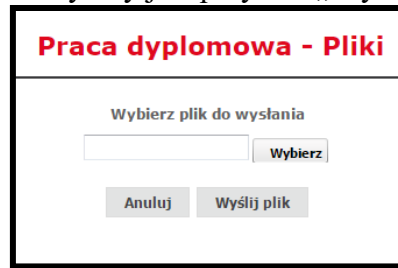 Praca dyplomowa - Pliki
Wybierz plik do wysłania
Wybierz
Anuluj Wyślij plik